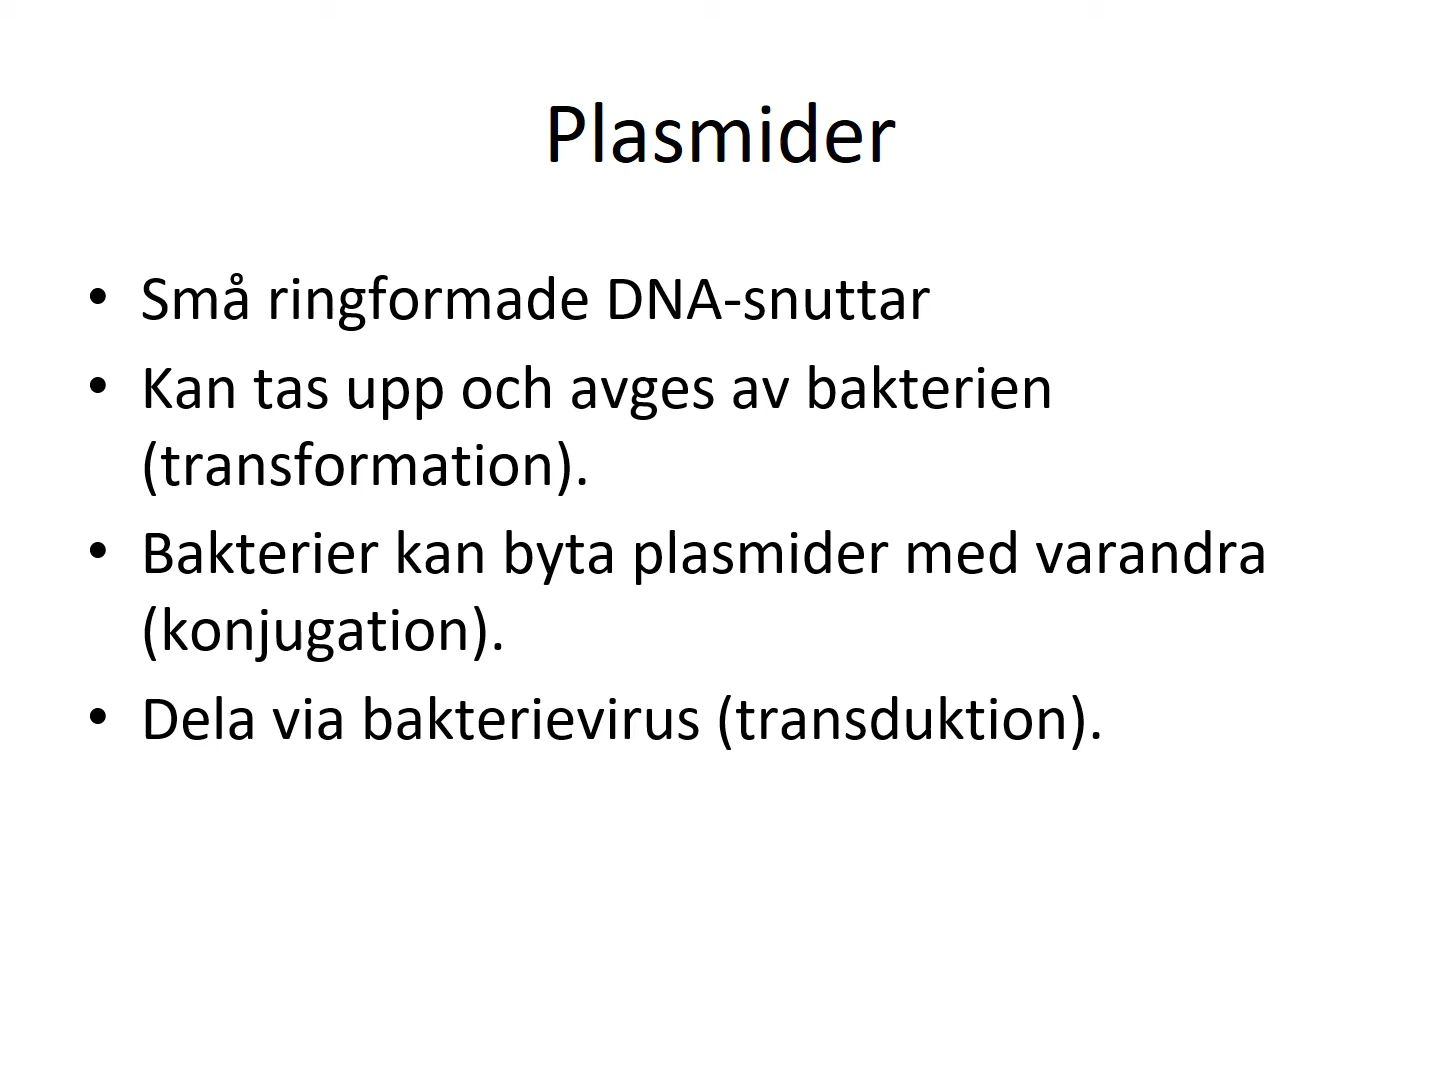 Plasmider
• Små ringformade DNA-snuttar
• Kan tas upp och avges av bakterien
(transformation).
• Bakterier kan byta plasmider med varandra
(konjugation).
• Dela via bakterievirus (transduktion).